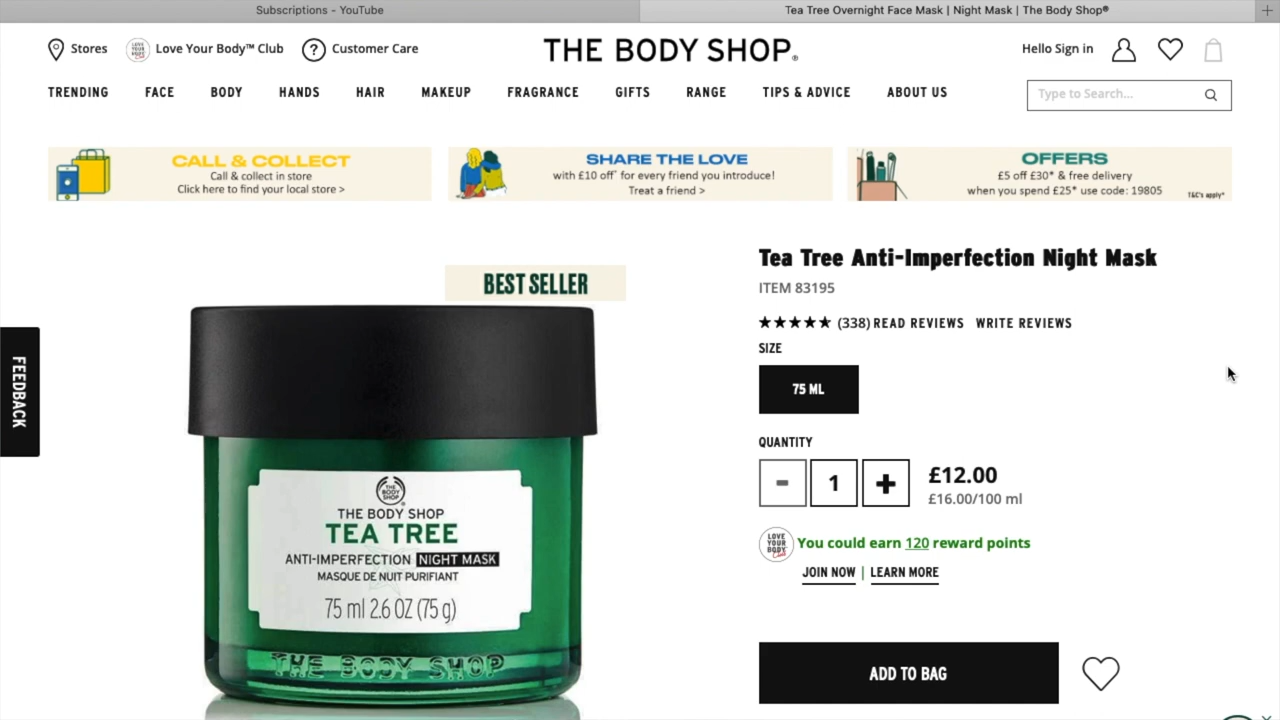 Subscriptions - YouTube
Tea Tree Overnight Face Mask | Night Mask | The Body Shop®
Stores
Love Your Body™ Club
? Customer Care
THE BODY SHOP®
Hello Sign in
TRENDING FACE BODY HANDS HAIR MAKEUP FRAGRANCE GIFTS RANGE TIPS & ADVICE ABOUT US
Type to Search...
CALL & COLLECT
Call & collect in store
Click here to find your local store >
SHARE THE LOVE
with £10 off* for every friend you introduce!
Treat a friend >
OFFERS
£5 off £30* & free delivery
when you spend £25* use code: 19805
T&C's apply*
FEEDBACK
BEST SELLER
THE BODY SHOP
THE BODY SHOP
TEA TREE
ANTI-IMPERFECTION NIGHT MASK
MASQUE DE NUIT PURIFIANT
75 ml 2.6 OZ (75 g)
THE BODY SHOP
Tea Tree Anti-Imperfection Night Mask
ITEM 83195
(338) READ REVIEWS WRITE REVIEWS
SIZE
75 ML
QUANTITY
- 1 +
£12.00
£16.00/100 ml
LOVE YOUR BODY Club
You could earn 120 reward points
JOIN NOW | LEARN MORE
ADD TO BAG